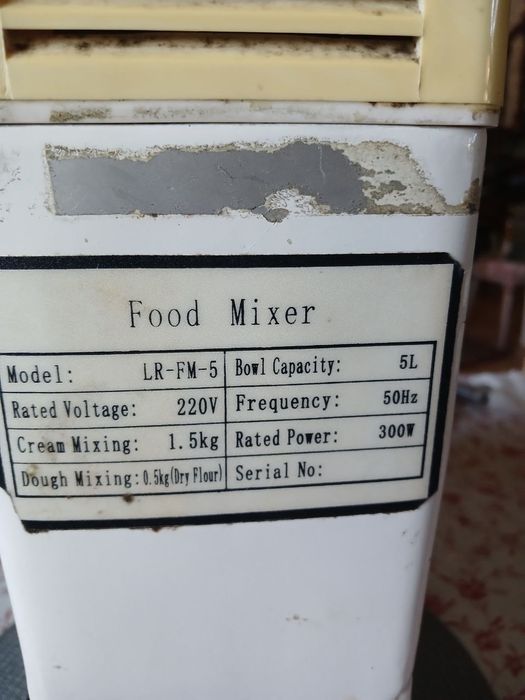 Food Mixer
Model: LR-FM-5 Bowl Capacity: 5L
Rated Voltage: 220V Frequency: 50Hz
Cream Mixing: 1.5kg Rated Power: 300W
Dough Mixing: 0.5kg(Dry Flour) Serial No: